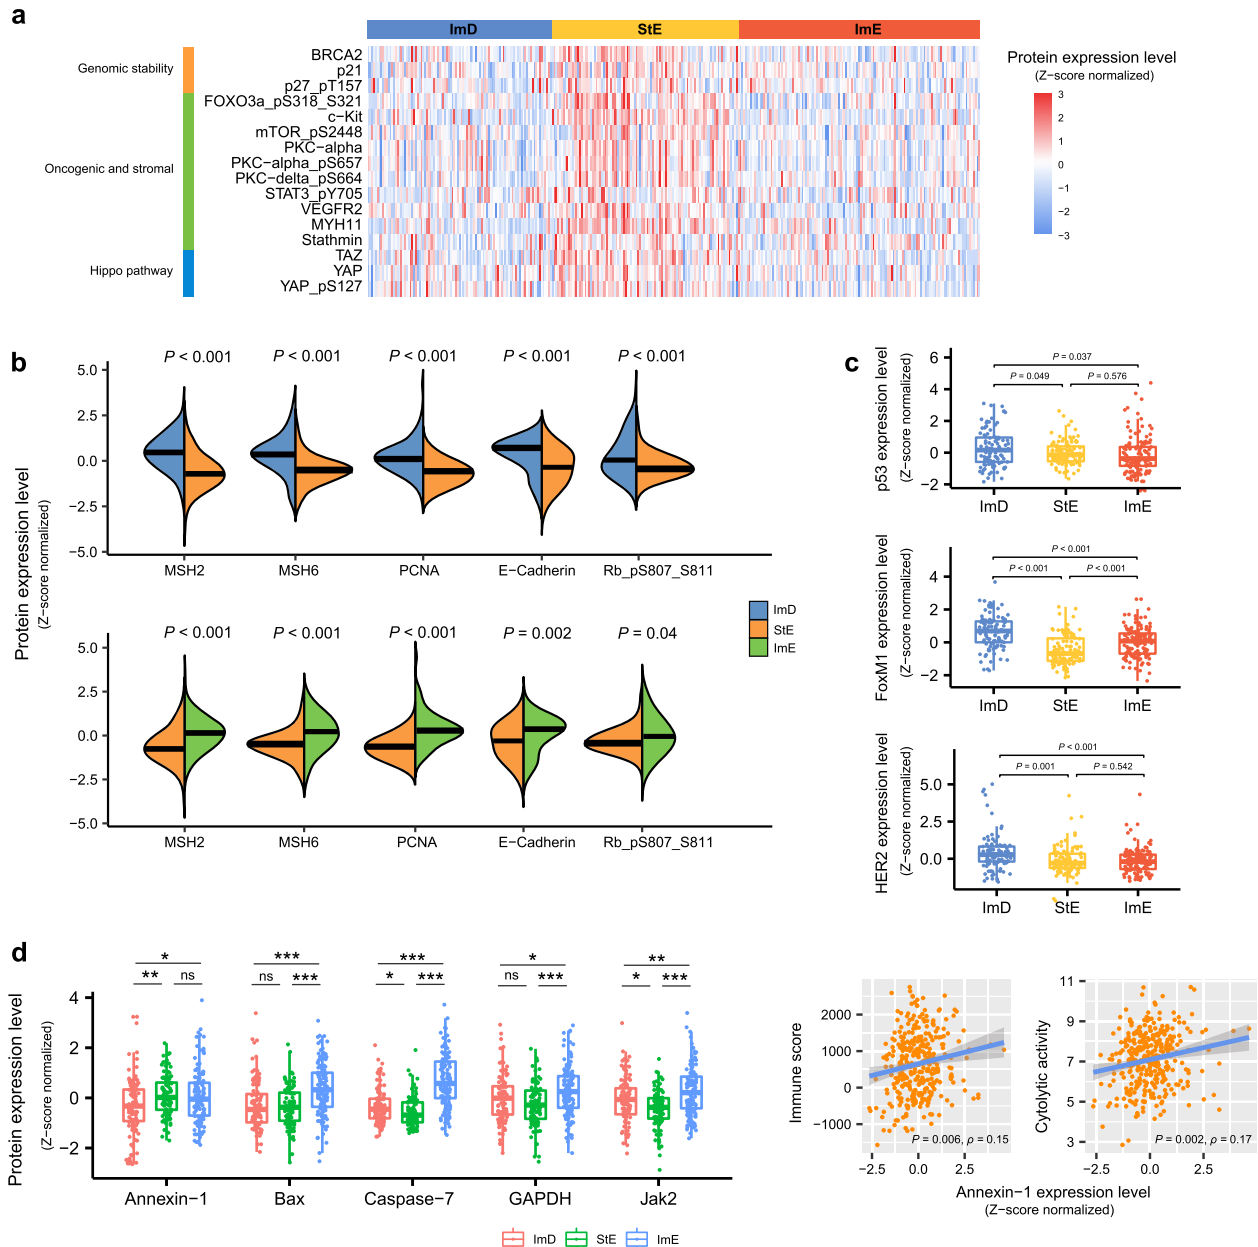 a
ImD StE ImE
Genomic stability
Oncogenic and stromal
Hippo pathway
BRCA2
p21
p27_pT157
FOXO3a_pS318_S321
c−Kit
mTOR_pS2448
PKC−alpha
PKC−alpha_pS657
PKC−delta_pS664
STAT3_pY705
VEGFR2
MYH11
Stathmin
TAZ
YAP
YAP_pS127
Protein expression level
(Z−score normalized)
3
2
1
0
−1
−2
−3
b
Protein expression level
(Z−score normalized)
P < 0.001 P < 0.001 P < 0.001 P < 0.001 P < 0.001
5.0
2.5
0.0
−2.5
−5.0
MSH2 MSH6 PCNA E−Cadherin Rb_pS807_S811
ImD
StE
ImE
P < 0.001 P < 0.001 P < 0.001 P = 0.002 P = 0.04
5.0
2.5
0.0
−2.5
−5.0
MSH2 MSH6 PCNA E−Cadherin Rb_pS807_S811
c
p53 expression level
(Z−score normalized)
P = 0.037
P = 0.049 P = 0.576
6
4
2
0
−2
ImD StE ImE
FoxM1 expression level
(Z−score normalized)
P < 0.001
P < 0.001 P < 0.001
4
2
0
−2
ImD StE ImE
HER2 expression level
(Z−score normalized)
P < 0.001
P = 0.001 P = 0.542
5.0
2.5
0.0
ImD StE ImE
d
Protein expression level
(Z−score normalized)
* *** *** * **
** ns ns *** * *** ns *** * ***
4
2
0
−2
Annexin−1 Bax Caspase−7 GAPDH Jak2
ImD StE ImE
Immune score
2000
1000
0
−1000
P = 0.006, ρ = 0.15
−2.5 0.0 2.5
Cytolytic activity
11
9
7
5
3
P = 0.002, ρ = 0.17
−2.5 0.0 2.5
Annexin−1 expression level
(Z−score normalized)